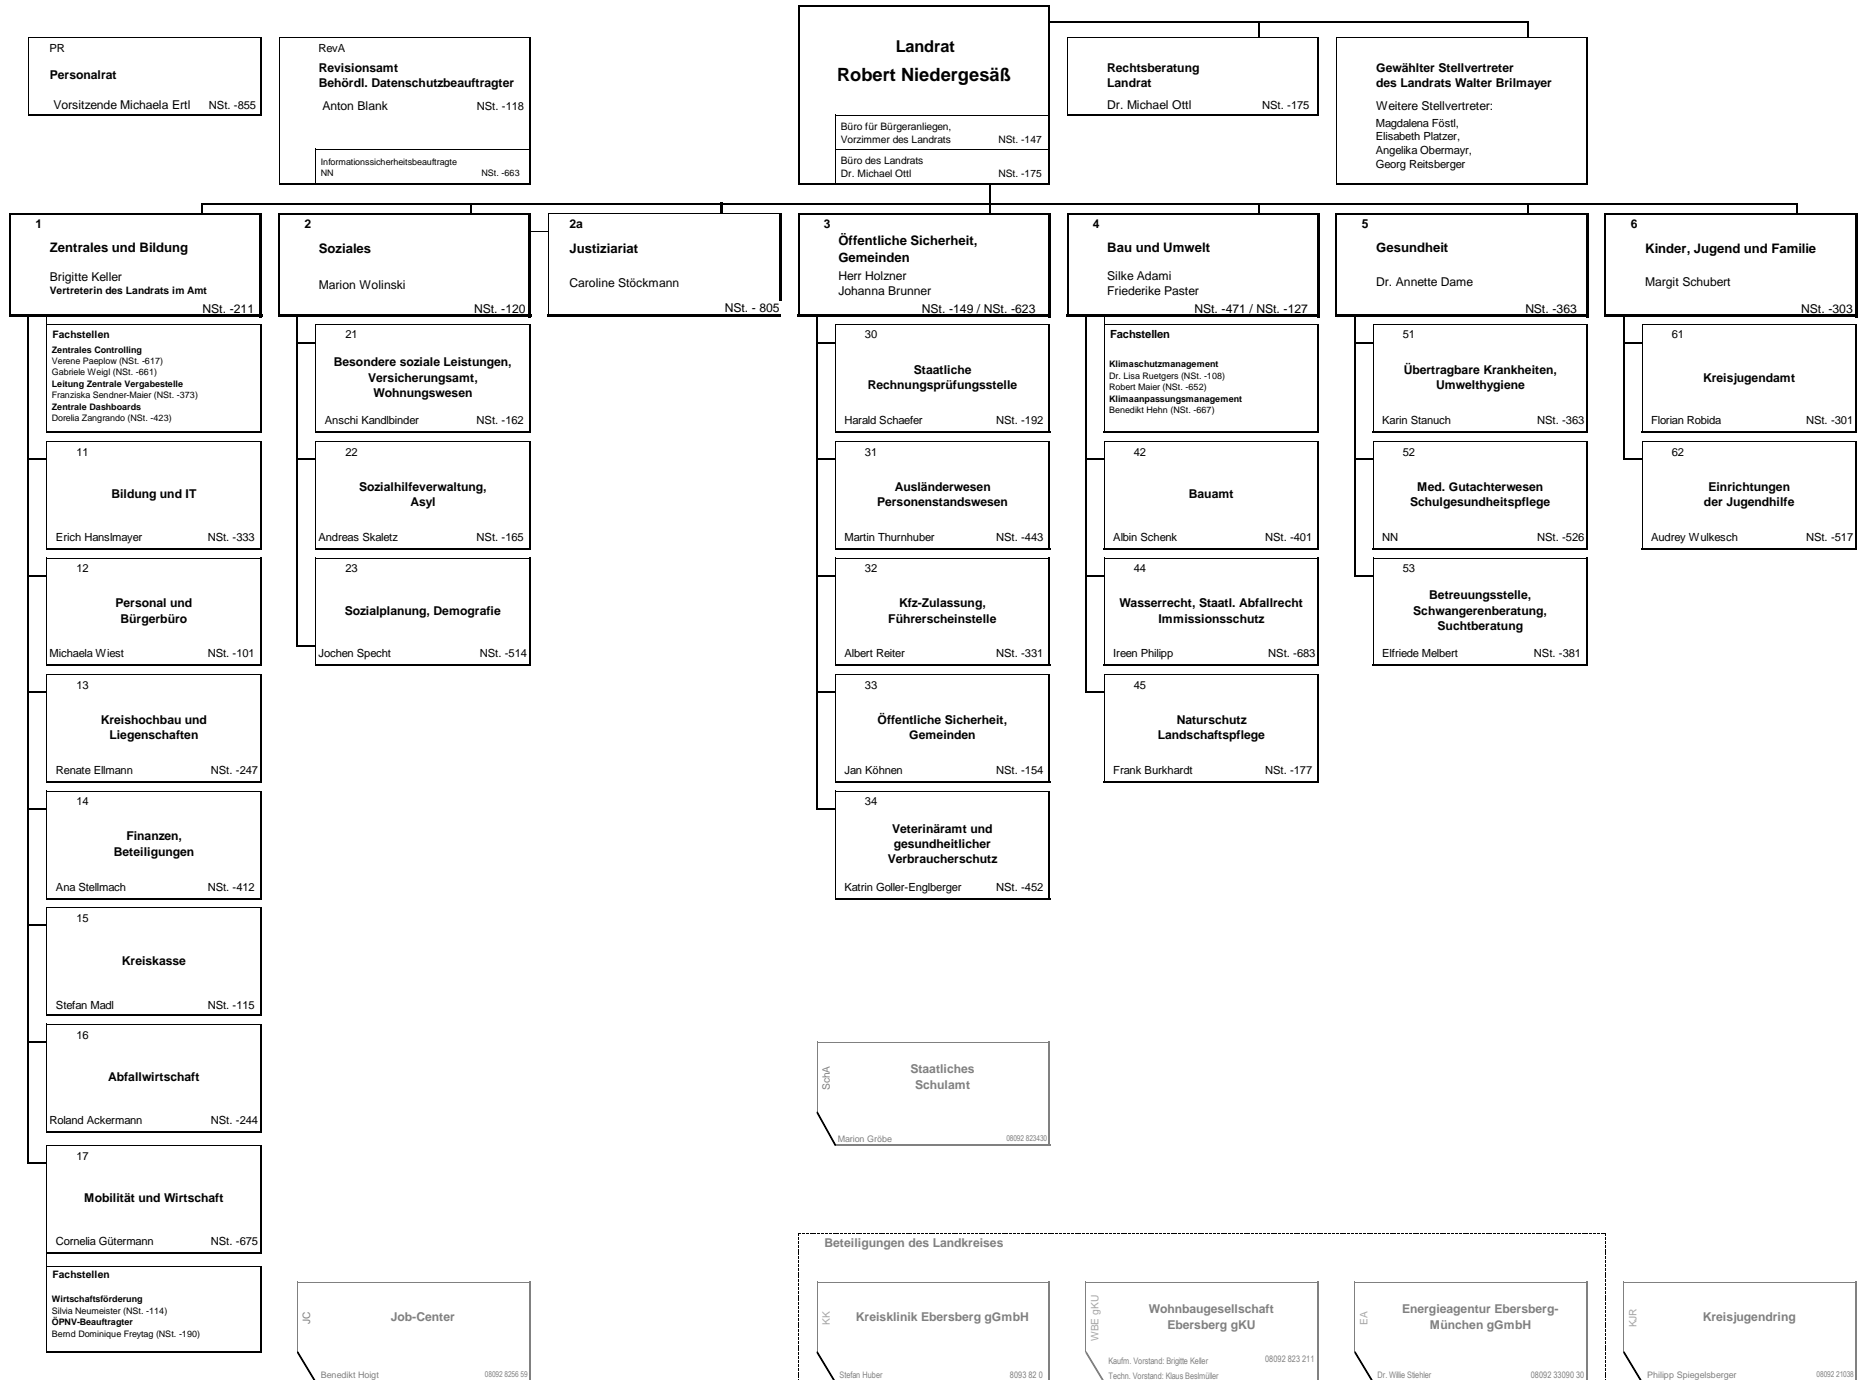 PR
Personalrat
Vorsitzende Michaela Ertl NSt. -855
RevA
Revisionsamt
Behördl. Datenschutzbeauftragter
Anton Blank NSt. -118
Informationssicherheitsbeauftragte
NN NSt. -663
Landrat
Robert Niedergesäß
Büro für Bürgeranliegen,
Vorzimmer des Landrats NSt. -147
Büro des Landrats
Dr. Michael Ottl NSt. -175
Rechtsberatung
Landrat
Dr. Michael Ottl NSt. -175
Gewählter Stellvertreter
des Landrats Walter Brilmayer
Weitere Stellvertreter:
Magdalena Föstl,
Elisabeth Platzer,
Angelika Obermayr,
Georg Reitsberger
1
Zentrales und Bildung
Brigitte Keller
Vertreterin des Landrats im Amt
NSt. -211
2
Soziales
Marion Wolinski
NSt. -120
2a
Justiziariat
Caroline Stöckmann
NSt. - 805
3
Öffentliche Sicherheit,
Gemeinden
Herr Holzner
Johanna Brunner
NSt. -149 / NSt. -623
4
Bau und Umwelt
Silke Adami
Friederike Paster
NSt. -471 / NSt. -127
5
Gesundheit
Dr. Annette Dame
NSt. -363
6
Kinder, Jugend und Familie
Margit Schubert
NSt. -303
Fachstellen
Zentrales Controlling
Verene Paeplow (NSt. -617)
Gabriele Weigl (NSt. -661)
Leitung Zentrale Vergabestelle
Franziska Sendner-Maier (NSt. -373)
Zentrale Dashboards
Dorelia Zangrando (NSt. -423)
11
Bildung und IT
Erich Hanslmayer NSt. -333
12
Personal und
Bürgerbüro
Michaela Wiest NSt. -101
13
Kreishochbau und
Liegenschaften
Renate Ellmann NSt. -247
14
Finanzen,
Beteiligungen
Ana Stellmach NSt. -412
15
Kreiskasse
Stefan Madl NSt. -115
16
Abfallwirtschaft
Roland Ackermann NSt. -244
17
Mobilität und Wirtschaft
Cornelia Gütermann NSt. -675
Fachstellen
Wirtschaftsförderung
Silvia Neumeister (NSt. -114)
ÖPNV-Beauftragter
Bernd Dominique Freytag (NSt. -190)
21
Besondere soziale Leistungen,
Versicherungsamt,
Wohnungswesen
Anschi Kandlbinder NSt. -162
22
Sozialhilfeverwaltung,
Asyl
Andreas Skaletz NSt. -165
23
Sozialplanung, Demografie
Jochen Specht NSt. -514
30
Staatliche
Rechnungsprüfungsstelle
Harald Schaefer NSt. -192
31
Ausländerwesen
Personenstandswesen
Martin Thurnhuber NSt. -443
32
Kfz-Zulassung,
Führerscheinstelle
Albert Reiter NSt. -331
33
Öffentliche Sicherheit,
Gemeinden
Jan Köhnen NSt. -154
34
Veterinäramt und
gesundheitlicher
Verbraucherschutz
Katrin Goller-Englberger NSt. -452
Fachstellen
Klimaschutzmanagement
Dr. Lisa Ruetgers (NSt. -108)
Robert Maier (NSt. -652)
Klimaanpassungsmanagement
Benedikt Hehn (NSt. -667)
42
Bauamt
Albin Schenk NSt. -401
44
Wasserrecht, Staatl. Abfallrecht
Immissionsschutz
Ireen Philipp NSt. -683
45
Naturschutz
Landschaftspflege
Frank Burkhardt NSt. -177
51
Übertragbare Krankheiten,
Umwelthygiene
Karin Stanuch NSt. -363
52
Med. Gutachterwesen
Schulgesundheitspflege
NN NSt. -526
53
Betreuungsstelle,
Schwangerenberatung,
Suchtberatung
Elfriede Melbert NSt. -381
61
Kreisjugendamt
Florian Robida NSt. -301
62
Einrichtungen
der Jugendhilfe
Audrey Wulkesch NSt. -517
SchA
Staatliches
Schulamt
Marion Gröbe 08092 823430
Beteiligungen des Landkreises
JC
Job-Center
Benedikt Hoigt 08092 8256 59
KK
Kreisklinik Ebersberg gGmbH
Stefan Huber 8093 82 0
WBE gKU
Wohnbaugesellschaft
Ebersberg gKU
Kaufm. Vorstand: Brigitte Keller 08092 823 211
Techn. Vorstand: Klaus Beslmüller
EA
Energieagentur Ebersberg-
München gGmbH
Dr. Willie Stiehler 08092 33090 30
KJR
Kreisjugendring
Philipp Spiegelsberger 08092 21038